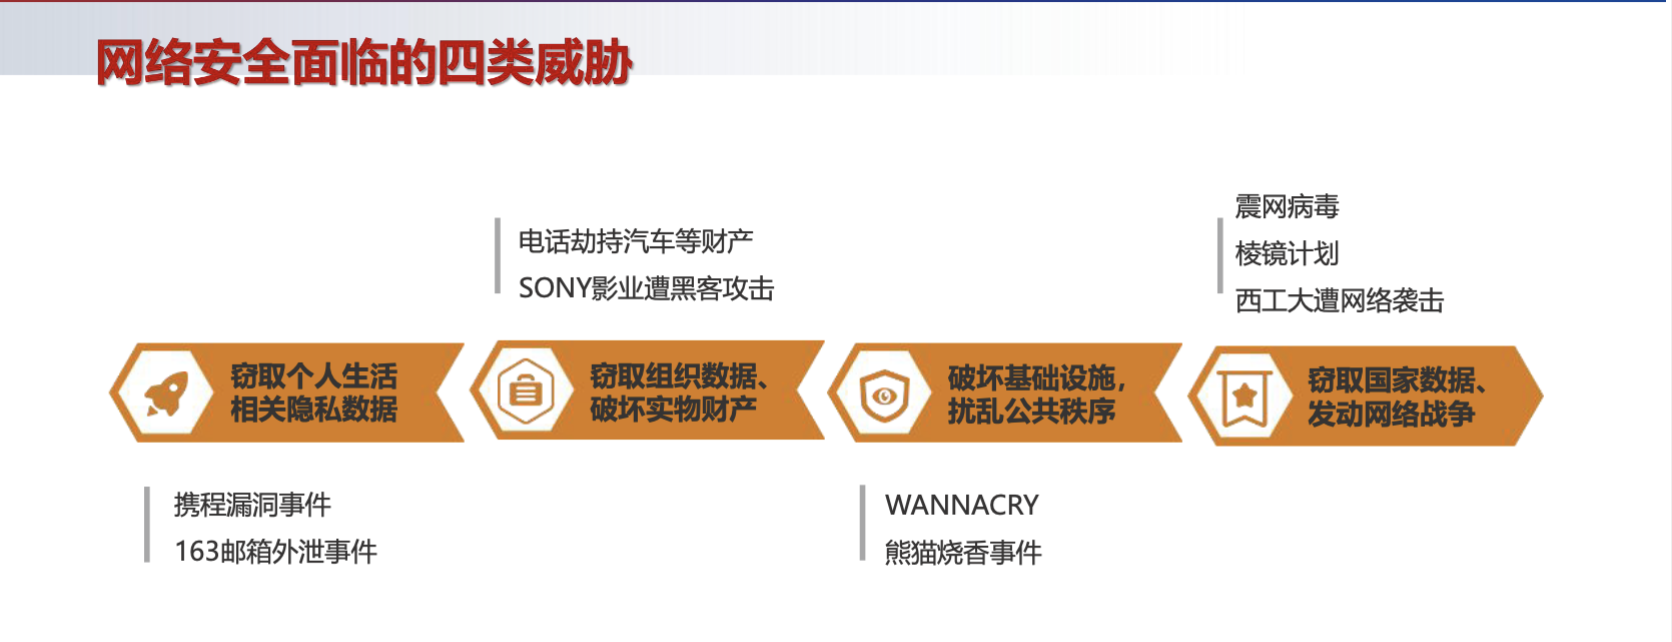 网络安全面临的四类威胁
电话劫持汽车等财产
SONY影业遭黑客攻击
震网病毒
棱镜计划
西工大遭网络袭击
窃取个人生活
相关隐私数据
窃取组织数据、
破坏实物财产
破坏基础设施，
扰乱公共秩序
窃取国家数据、
发动网络战争
携程漏洞事件
163邮箱外泄事件
WANNACRY
熊猫烧香事件